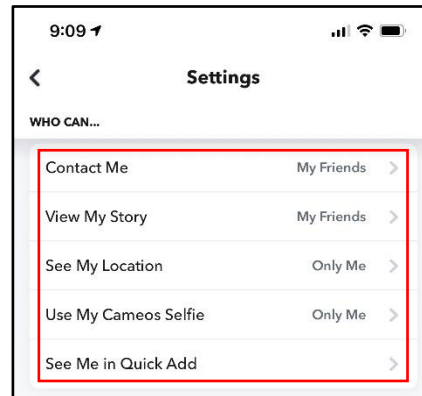 9:09
Settings
WHO CAN...
Contact Me My Friends
View My Story My Friends
See My Location Only Me
Use My Cameos Selfie Only Me
See Me in Quick Add